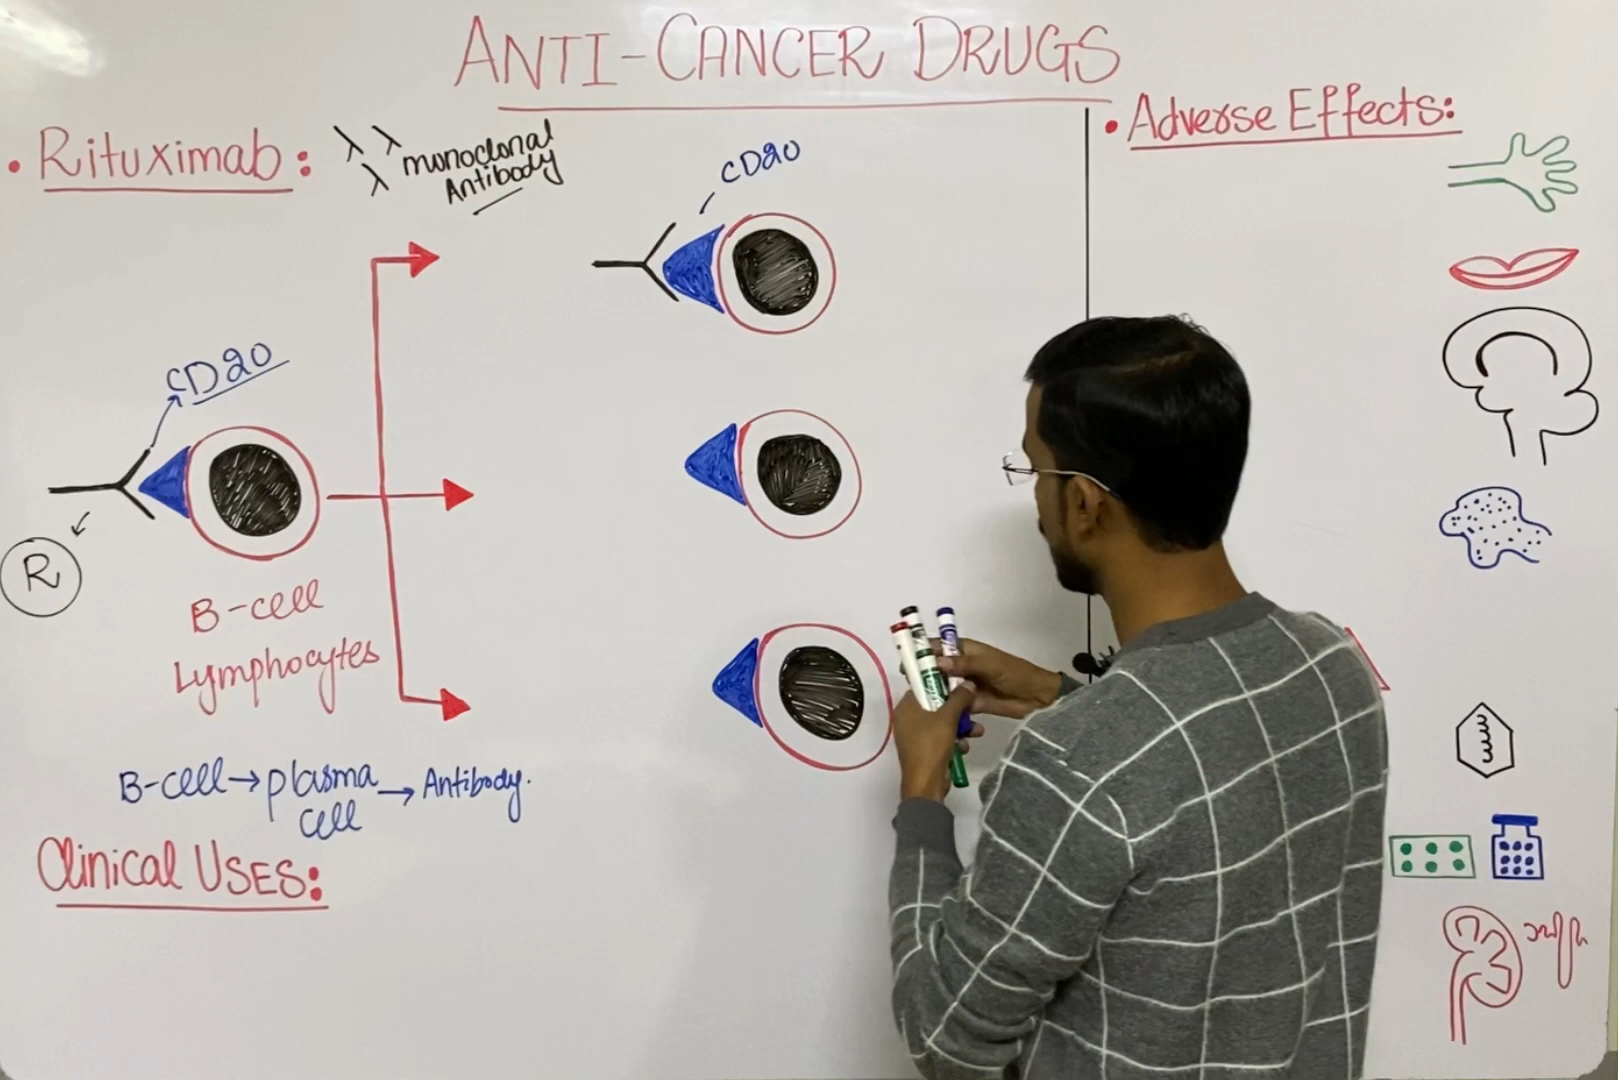 ANTI-CANCER DRUGS
• Rituximab:
monoclonal
Antibody
CD20
CD20
R
B-cell
Lymphocytes
B-cell → plasma cell → Antibody.
Clinical USES:
• Adverse Effects: